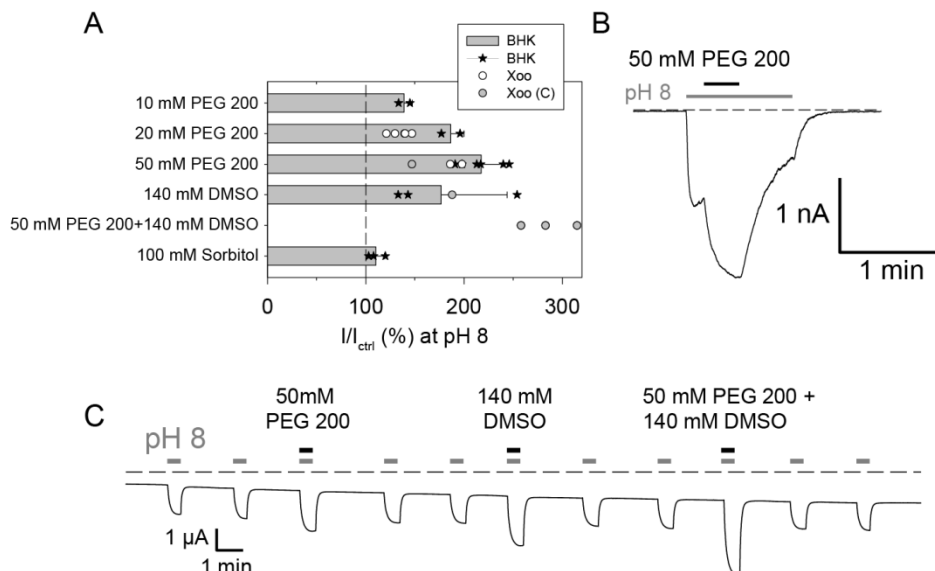 A
BHK
BHK
Xoo
Xoo (C)
10 mM PEG 200
20 mM PEG 200
50 mM PEG 200
140 mM DMSO
50 mM PEG 200+140 mM DMSO
100 mM Sorbitol
0 100 200 300
I/Ictrl (%) at pH 8
B
50 mM PEG 200
pH 8
1 nA
1 min
C
50mM
PEG 200
140 mM
DMSO
50 mM PEG 200 +
140 mM DMSO
pH 8
1 µA
1 min